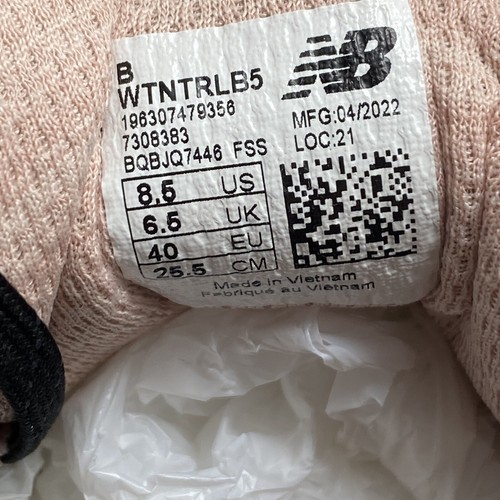 B
WTNTRLB5
196307479356
7308383
BQBJQ7446 FSS
NB
MFG:04/2022
LOC:21
8.5 US
6.5 UK
40 EU
25.5 CM
Made in Vietnam
Fabriqué au Vietnam